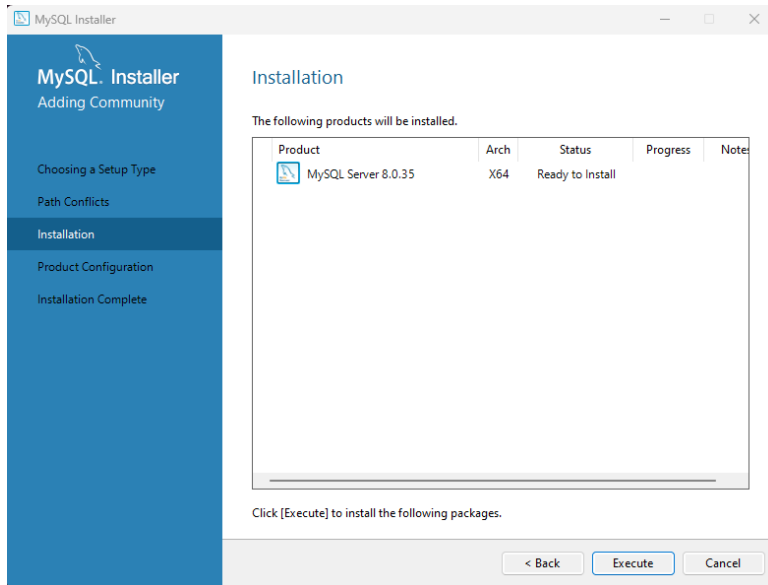 MySQL Installer
MySQL. Installer
Adding Community
Choosing a Setup Type
Path Conflicts
Installation
Product Configuration
Installation Complete
Installation
The following products will be installed.
Product Arch Status Progress Notes
MySQL Server 8.0.35 X64 Ready to Install
Click [Execute] to install the following packages.
< Back Execute Cancel